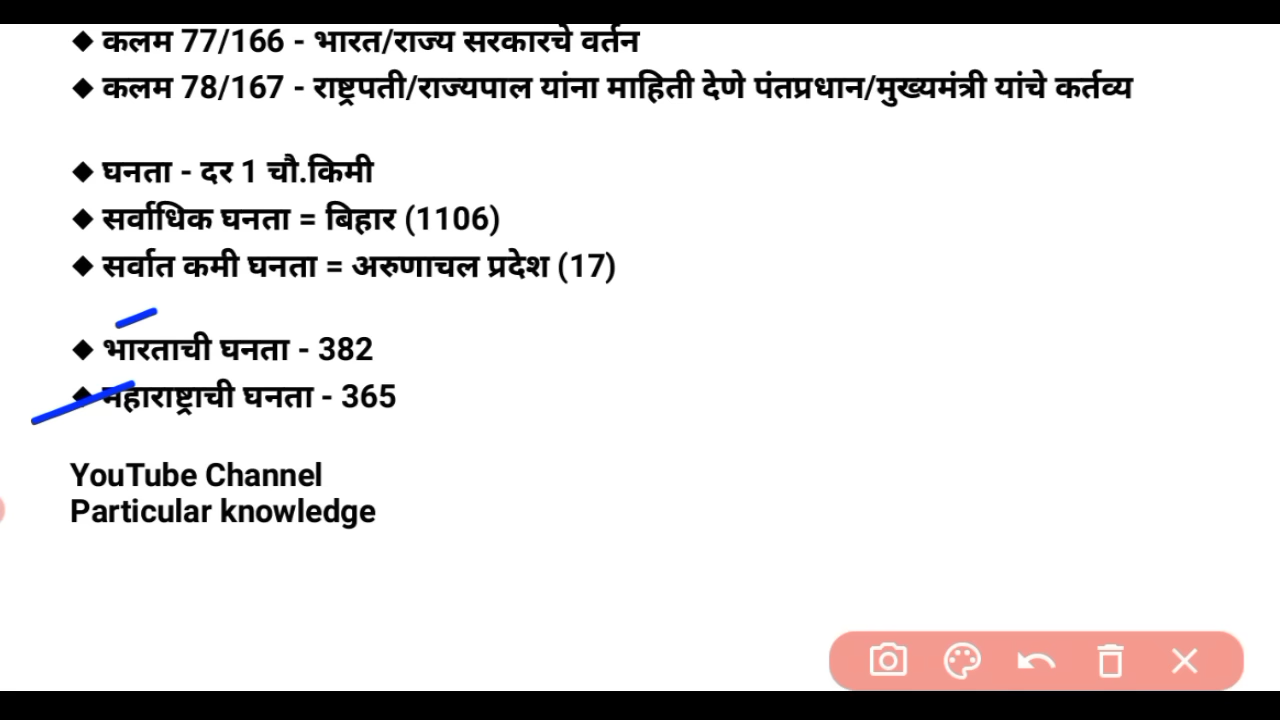 ◆ कलम 77/166 - भारत/राज्य सरकारचे वर्तन
◆ कलम 78/167 - राष्ट्रपती/राज्यपाल यांना माहिती देणे पंतप्रधान/मुख्यमंत्री यांचे कर्तव्य
◆ घनता - दर 1 चौ.किमी
◆ सर्वाधिक घनता = बिहार (1106)
◆ सर्वात कमी घनता = अरुणाचल प्रदेश (17)
◆ भारताची घनता - 382
◆ महाराष्ट्राची घनता - 365
YouTube Channel
Particular knowledge